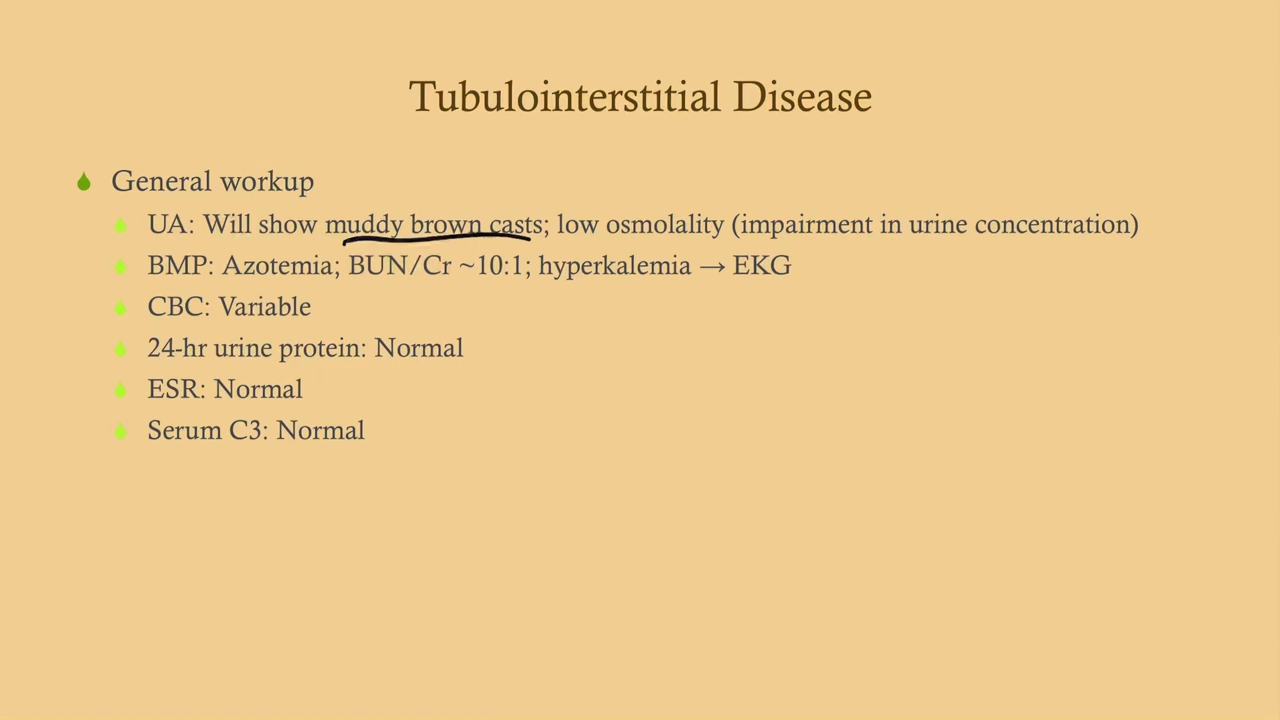 Tubulointerstitial Disease
General workup
UA: Will show muddy brown casts; low osmolality (impairment in urine concentration)
BMP: Azotemia; BUN/Cr ~10:1; hyperkalemia → EKG
CBC: Variable
24-hr urine protein: Normal
ESR: Normal
Serum C3: Normal